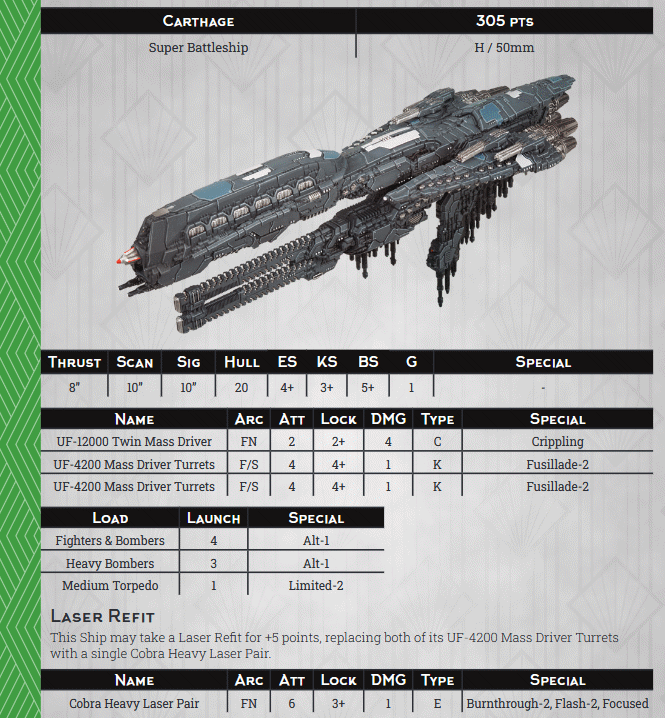 Carthage 305 pts
Super Battleship H / 50mm
Thrust Scan Sig Hull ES KS BS G Special
8" 10" 10" 20 4+ 3+ 5+ 1 -
Name Arc Att Lock DMG Type Special
UF-12000 Twin Mass Driver FN 2 2+ 4 C Crippling
UF-4200 Mass Driver Turrets F/S 4 4+ 1 K Fusillade-2
UF-4200 Mass Driver Turrets F/S 4 4+ 1 K Fusillade-2
Load Launch Special
Fighters & Bombers 4 Alt-1
Heavy Bombers 3 Alt-1
Medium Torpedo 1 Limited-2
Laser Refit
This Ship may take a Laser Refit for +5 points, replacing both of its UF-4200 Mass Driver Turrets
with a single Cobra Heavy Laser Pair.
Name Arc Att Lock DMG Type Special
Cobra Heavy Laser Pair FN 6 3+ 1 E Burnthrough-2, Flash-2, Focused